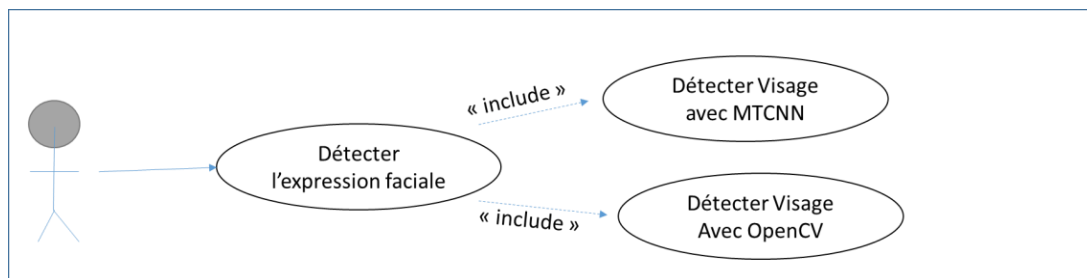 Détecter Visage
avec MTCNN
« include »
Détecter
l'expression faciale
« include »
Détecter Visage
Avec OpenCV